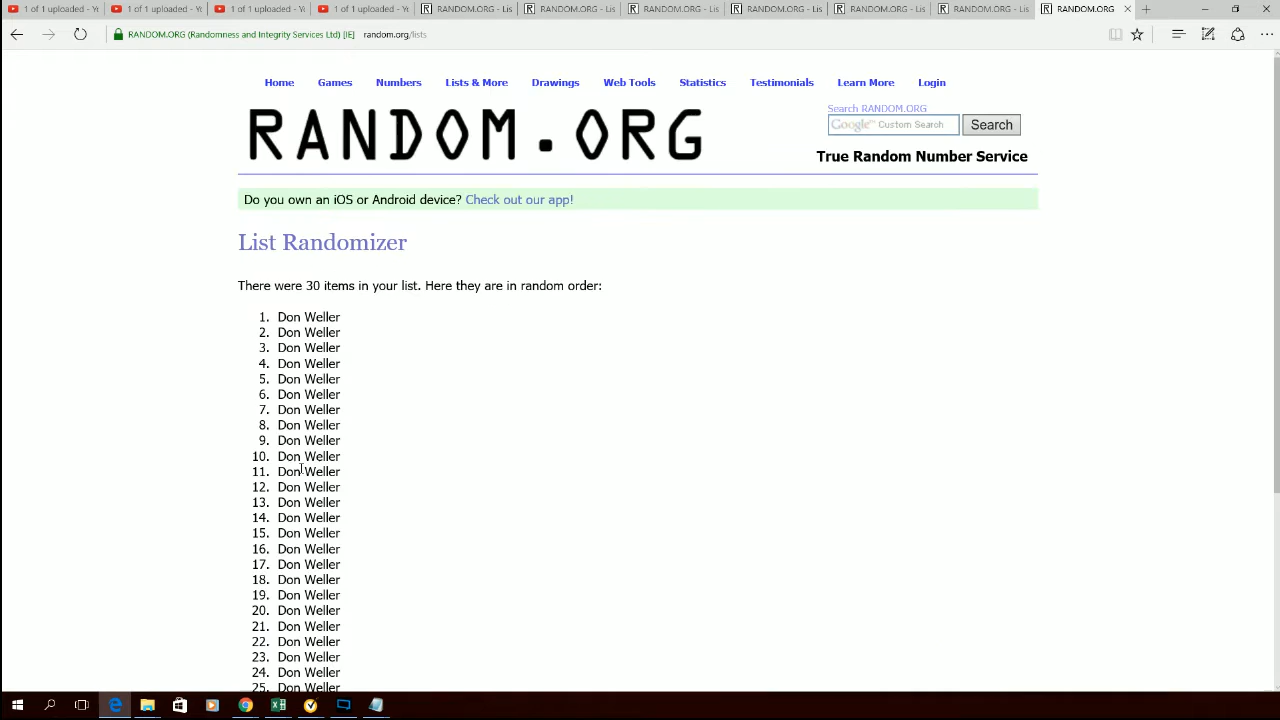 1 of 1 uploaded - Yo
1 of 1 uploaded - Yo
1 of 1 uploaded - Yo
1 of 1 uploaded - Yo
RANDOM.ORG - Lis
RANDOM.ORG - Lis
RANDOM.ORG - Lis
RANDOM.ORG - Lis
RANDOM.ORG - Lis
RANDOM.ORG - Lis
RANDOM.ORG
RANDOM.ORG (Randomness and Integrity Services Ltd) [IE] random.org/lists
Home Games Numbers Lists & More Drawings Web Tools Statistics Testimonials Learn More Login
RANDOM.ORG
Search RANDOM.ORG
Google™ Custom Search Search
True Random Number Service
Do you own an iOS or Android device? Check out our app!
List Randomizer
There were 30 items in your list. Here they are in random order:
1. Don Weller
2. Don Weller
3. Don Weller
4. Don Weller
5. Don Weller
6. Don Weller
7. Don Weller
8. Don Weller
9. Don Weller
10. Don Weller
11. Don Weller
12. Don Weller
13. Don Weller
14. Don Weller
15. Don Weller
16. Don Weller
17. Don Weller
18. Don Weller
19. Don Weller
20. Don Weller
21. Don Weller
22. Don Weller
23. Don Weller
24. Don Weller
25. Don Weller